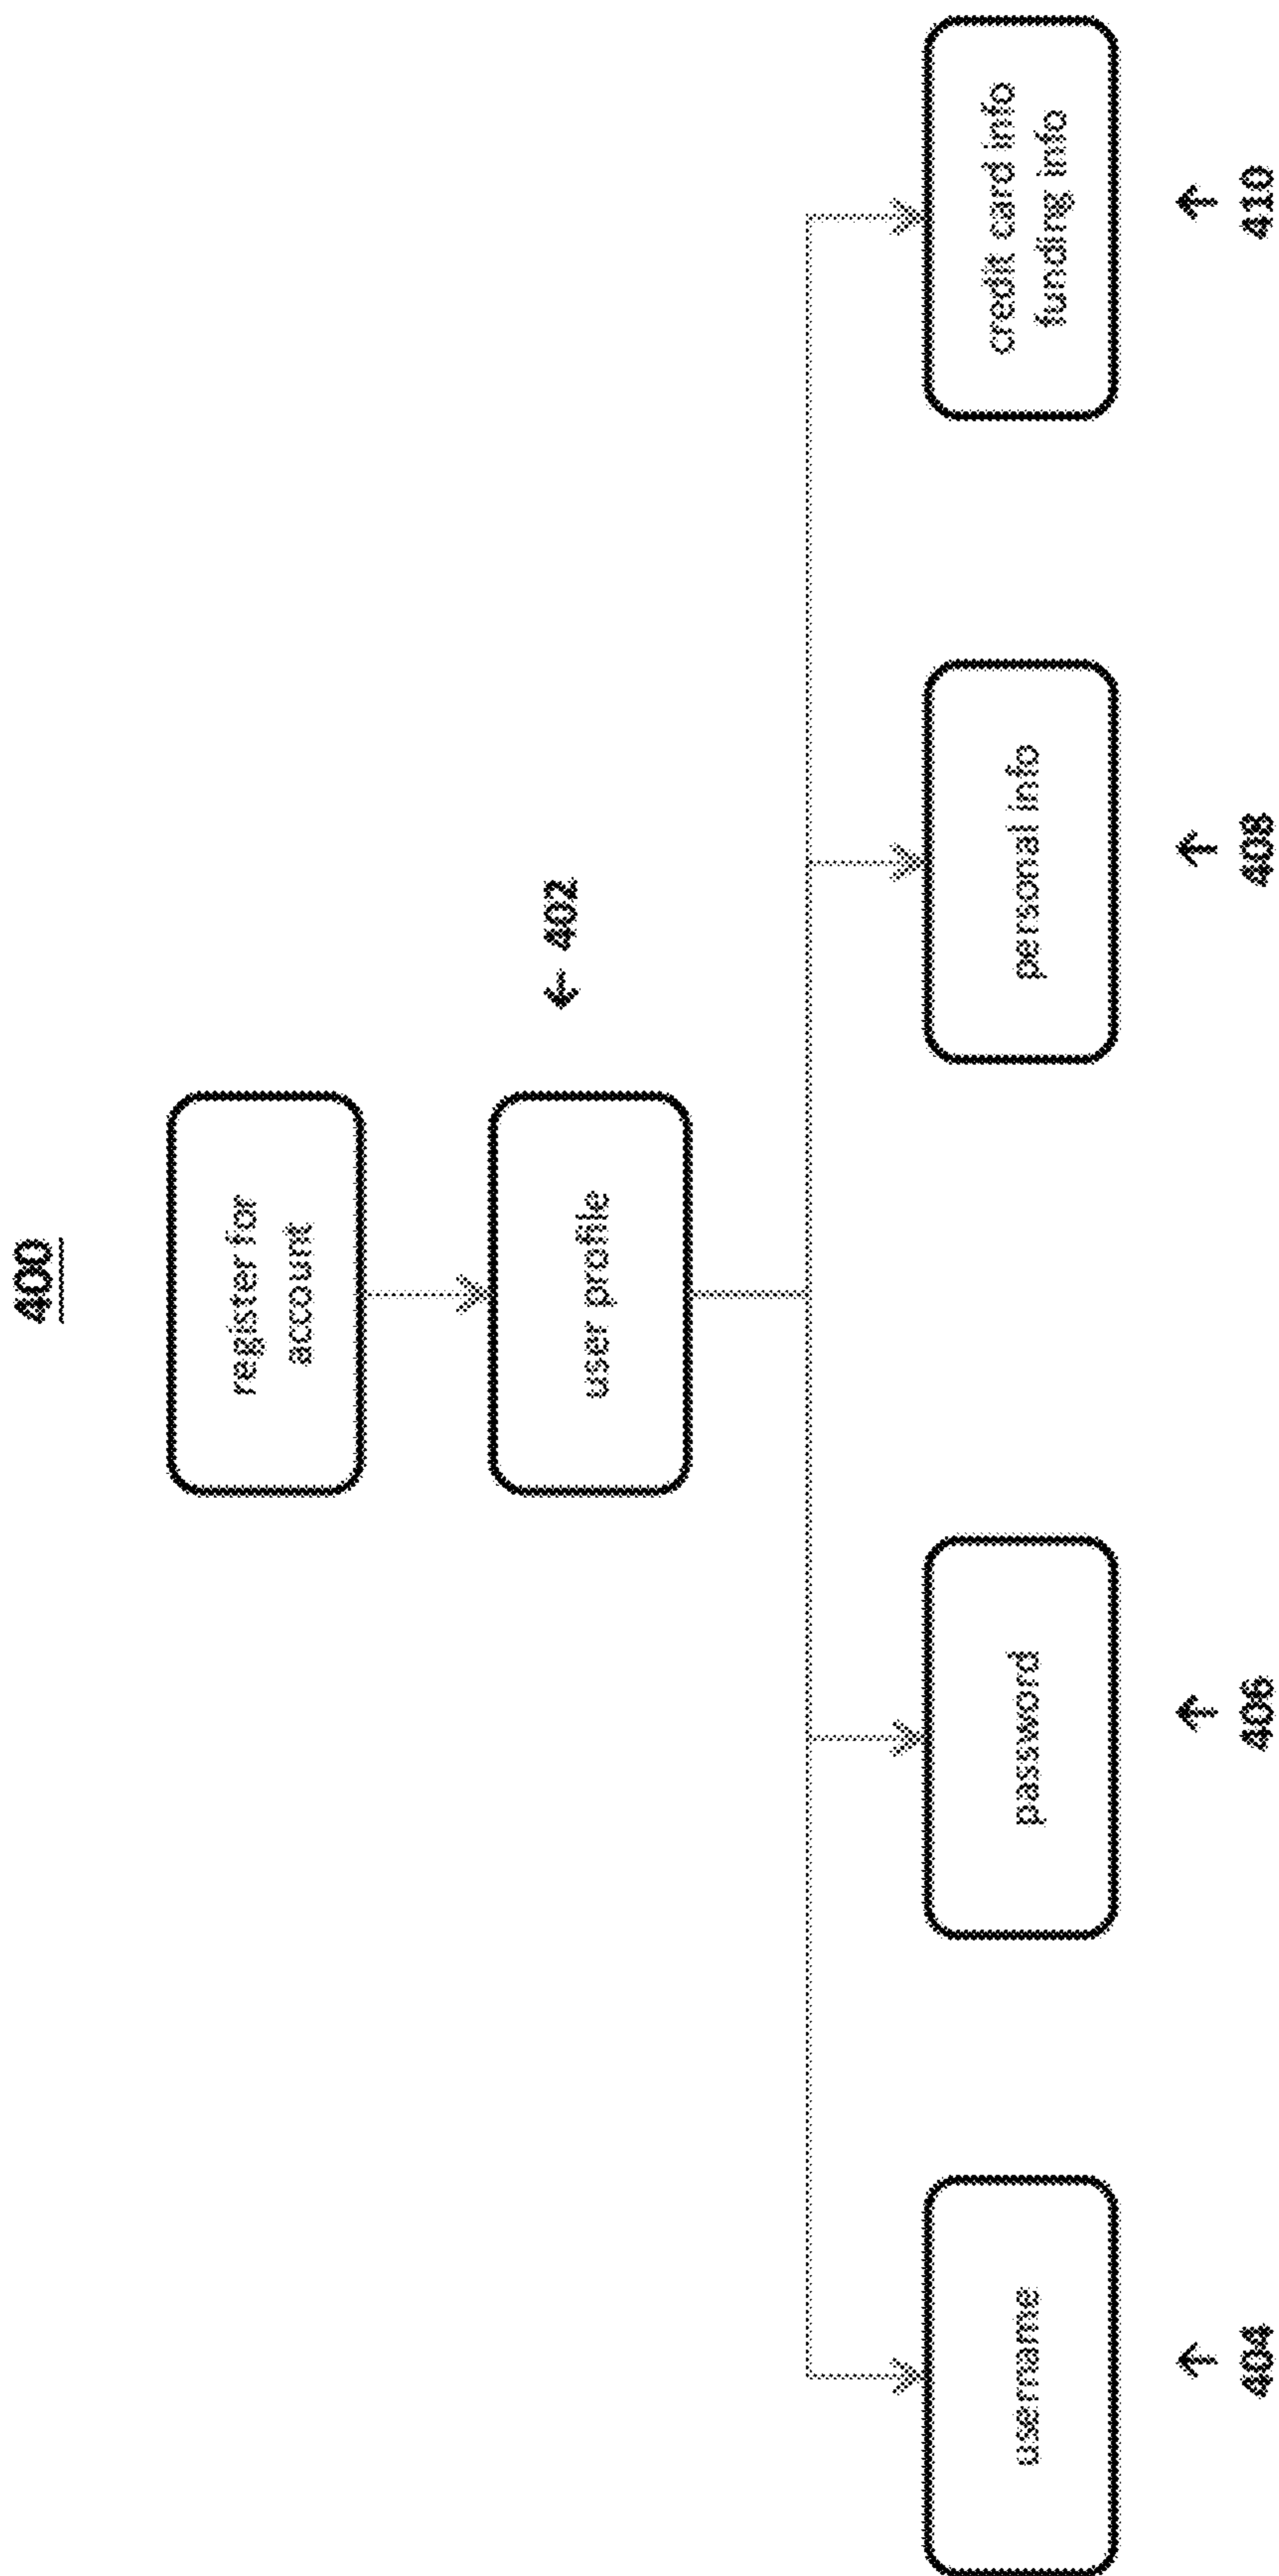 400
register for
account
user profile
← 402
username
password
personal info
credit card info
funding info
↑
404
↑
406
↑
408
↑
410